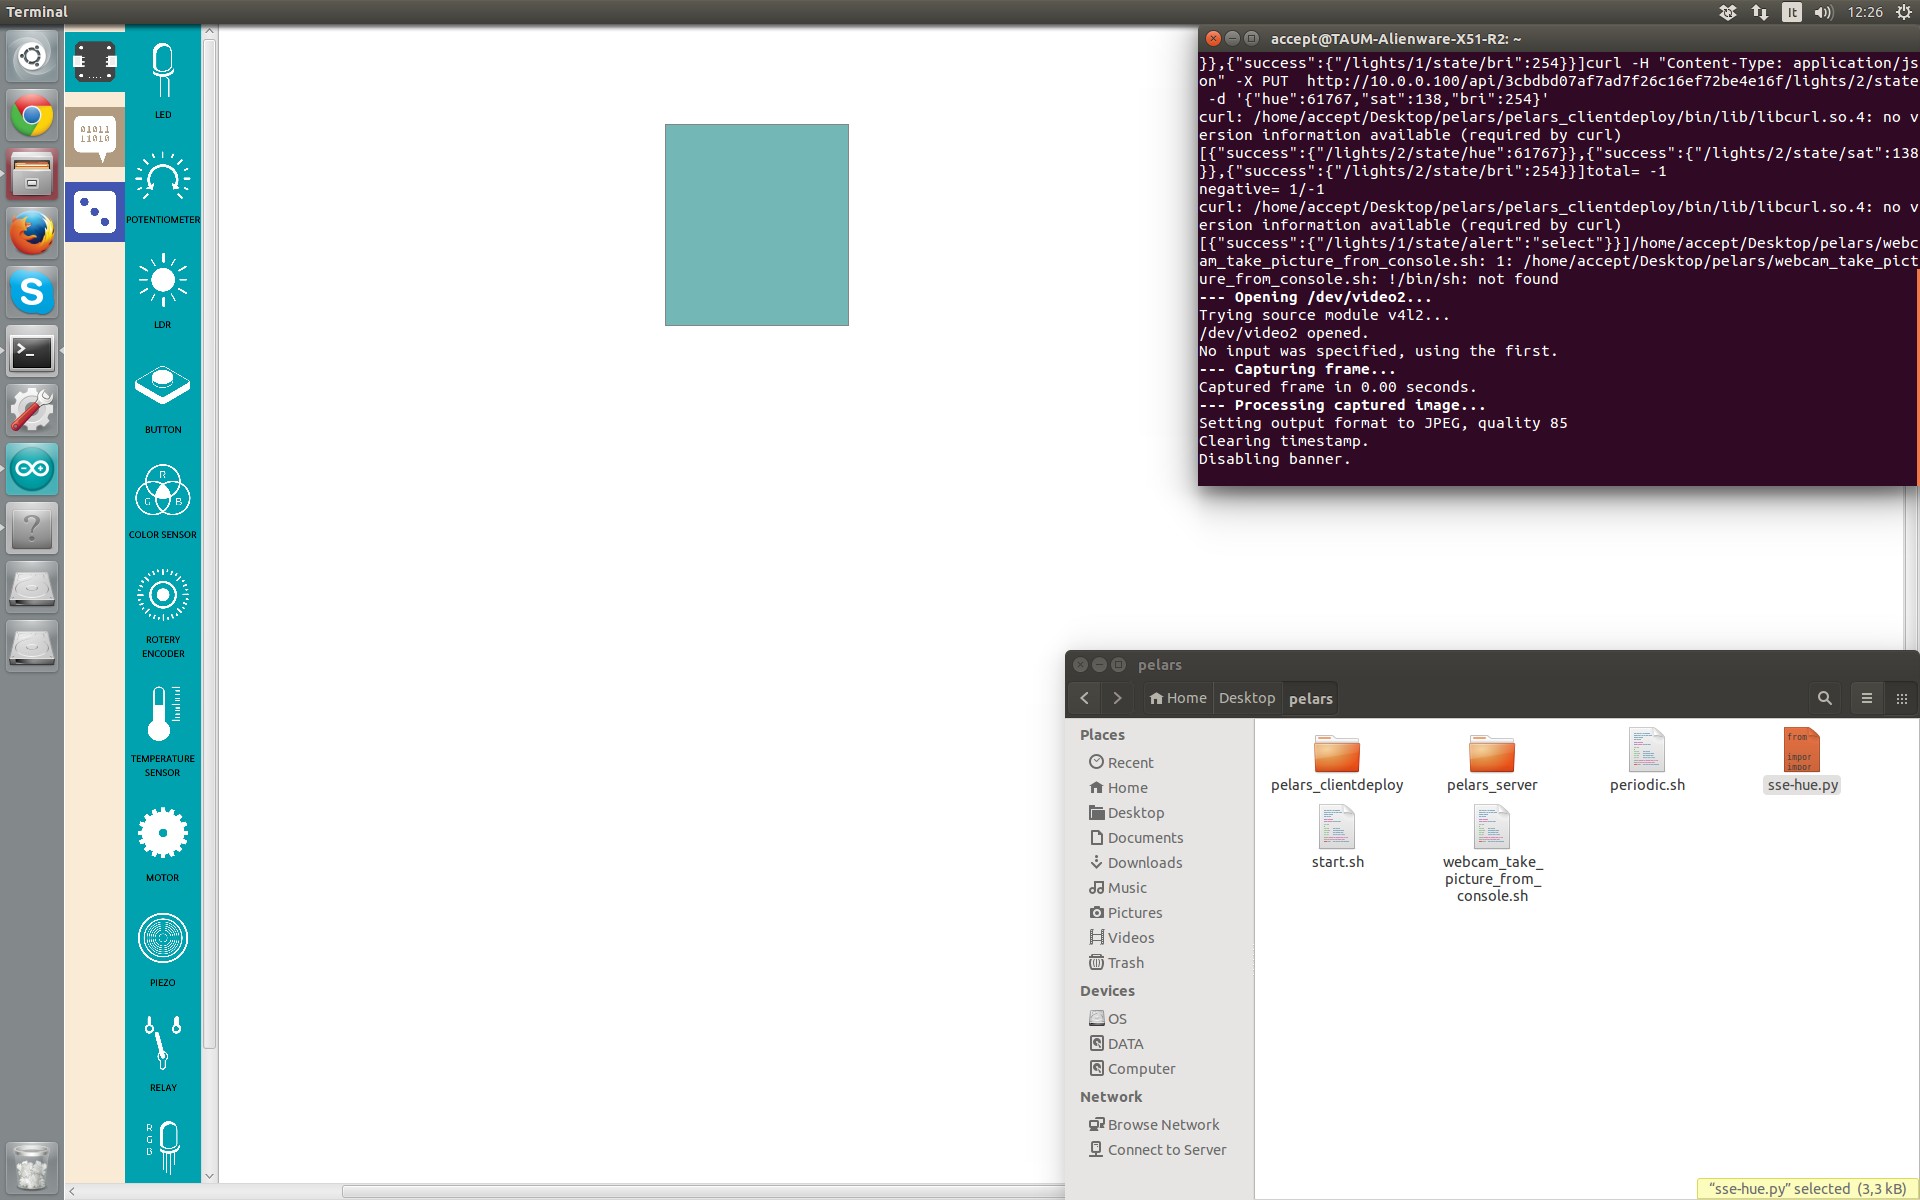 Terminal
It
12:26
01011
11010
LED
POTENTIOMETER
LDR
BUTTON
R
G B
COLOR SENSOR
ROTERY
ENCODER
TEMPERATURE
SENSOR
MOTOR
PIEZO
RELAY
R
G
B
accept@TAUM-Alienware-X51-R2: ~
}},{"success":{"/lights/1/state/bri":254}}]curl -H "Content-Type: application/js
on" -X PUT  http://10.0.0.100/api/3cbdbd07af7ad7f26c16ef72be4e16f/lights/2/state
 -d '{"hue":61767,"sat":138,"bri":254}'
curl: /home/accept/Desktop/pelars/pelars_clientdeploy/bin/lib/libcurl.so.4: no v
ersion information available (required by curl)
[{"success":{"/lights/2/state/hue":61767}},{"success":{"/lights/2/state/sat":138
}},{"success":{"/lights/2/state/bri":254}}]total= -1
negative= 1/-1
curl: /home/accept/Desktop/pelars/pelars_clientdeploy/bin/lib/libcurl.so.4: no v
ersion information available (required by curl)
[{"success":{"/lights/1/state/alert":"select"}}]/home/accept/Desktop/pelars/webc
am_take_picture_from_console.sh: 1: /home/accept/Desktop/pelars/webcam_take_pict
ure_from_console.sh: !/bin/sh: not found
--- Opening /dev/video2...
Trying source module v4l2...
/dev/video2 opened.
No input was specified, using the first.
--- Capturing frame...
Captured frame in 0.00 seconds.
--- Processing captured image...
Setting output format to JPEG, quality 85
Clearing timestamp.
Disabling banner.
pelars
Home
Desktop
pelars
Places
Recent
Home
Desktop
Documents
Downloads
Music
Pictures
Videos
Trash
Devices
OS
DATA
Computer
Network
Browse Network
Connect to Server
pelars_clientdeploy
pelars_server
periodic.sh
from
impor
impor
sse-hue.py
start.sh
webcam_take_
picture_from_
console.sh
"sse-hue.py" selected (3,3 kB)